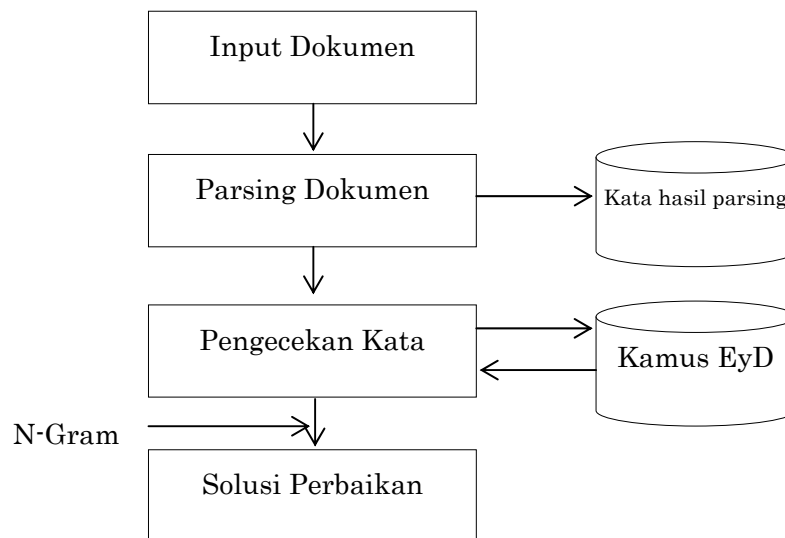 Input Dokumen
Parsing Dokumen
Kata hasil parsing
Pengecekan Kata
Kamus EyD
N-Gram
Solusi Perbaikan